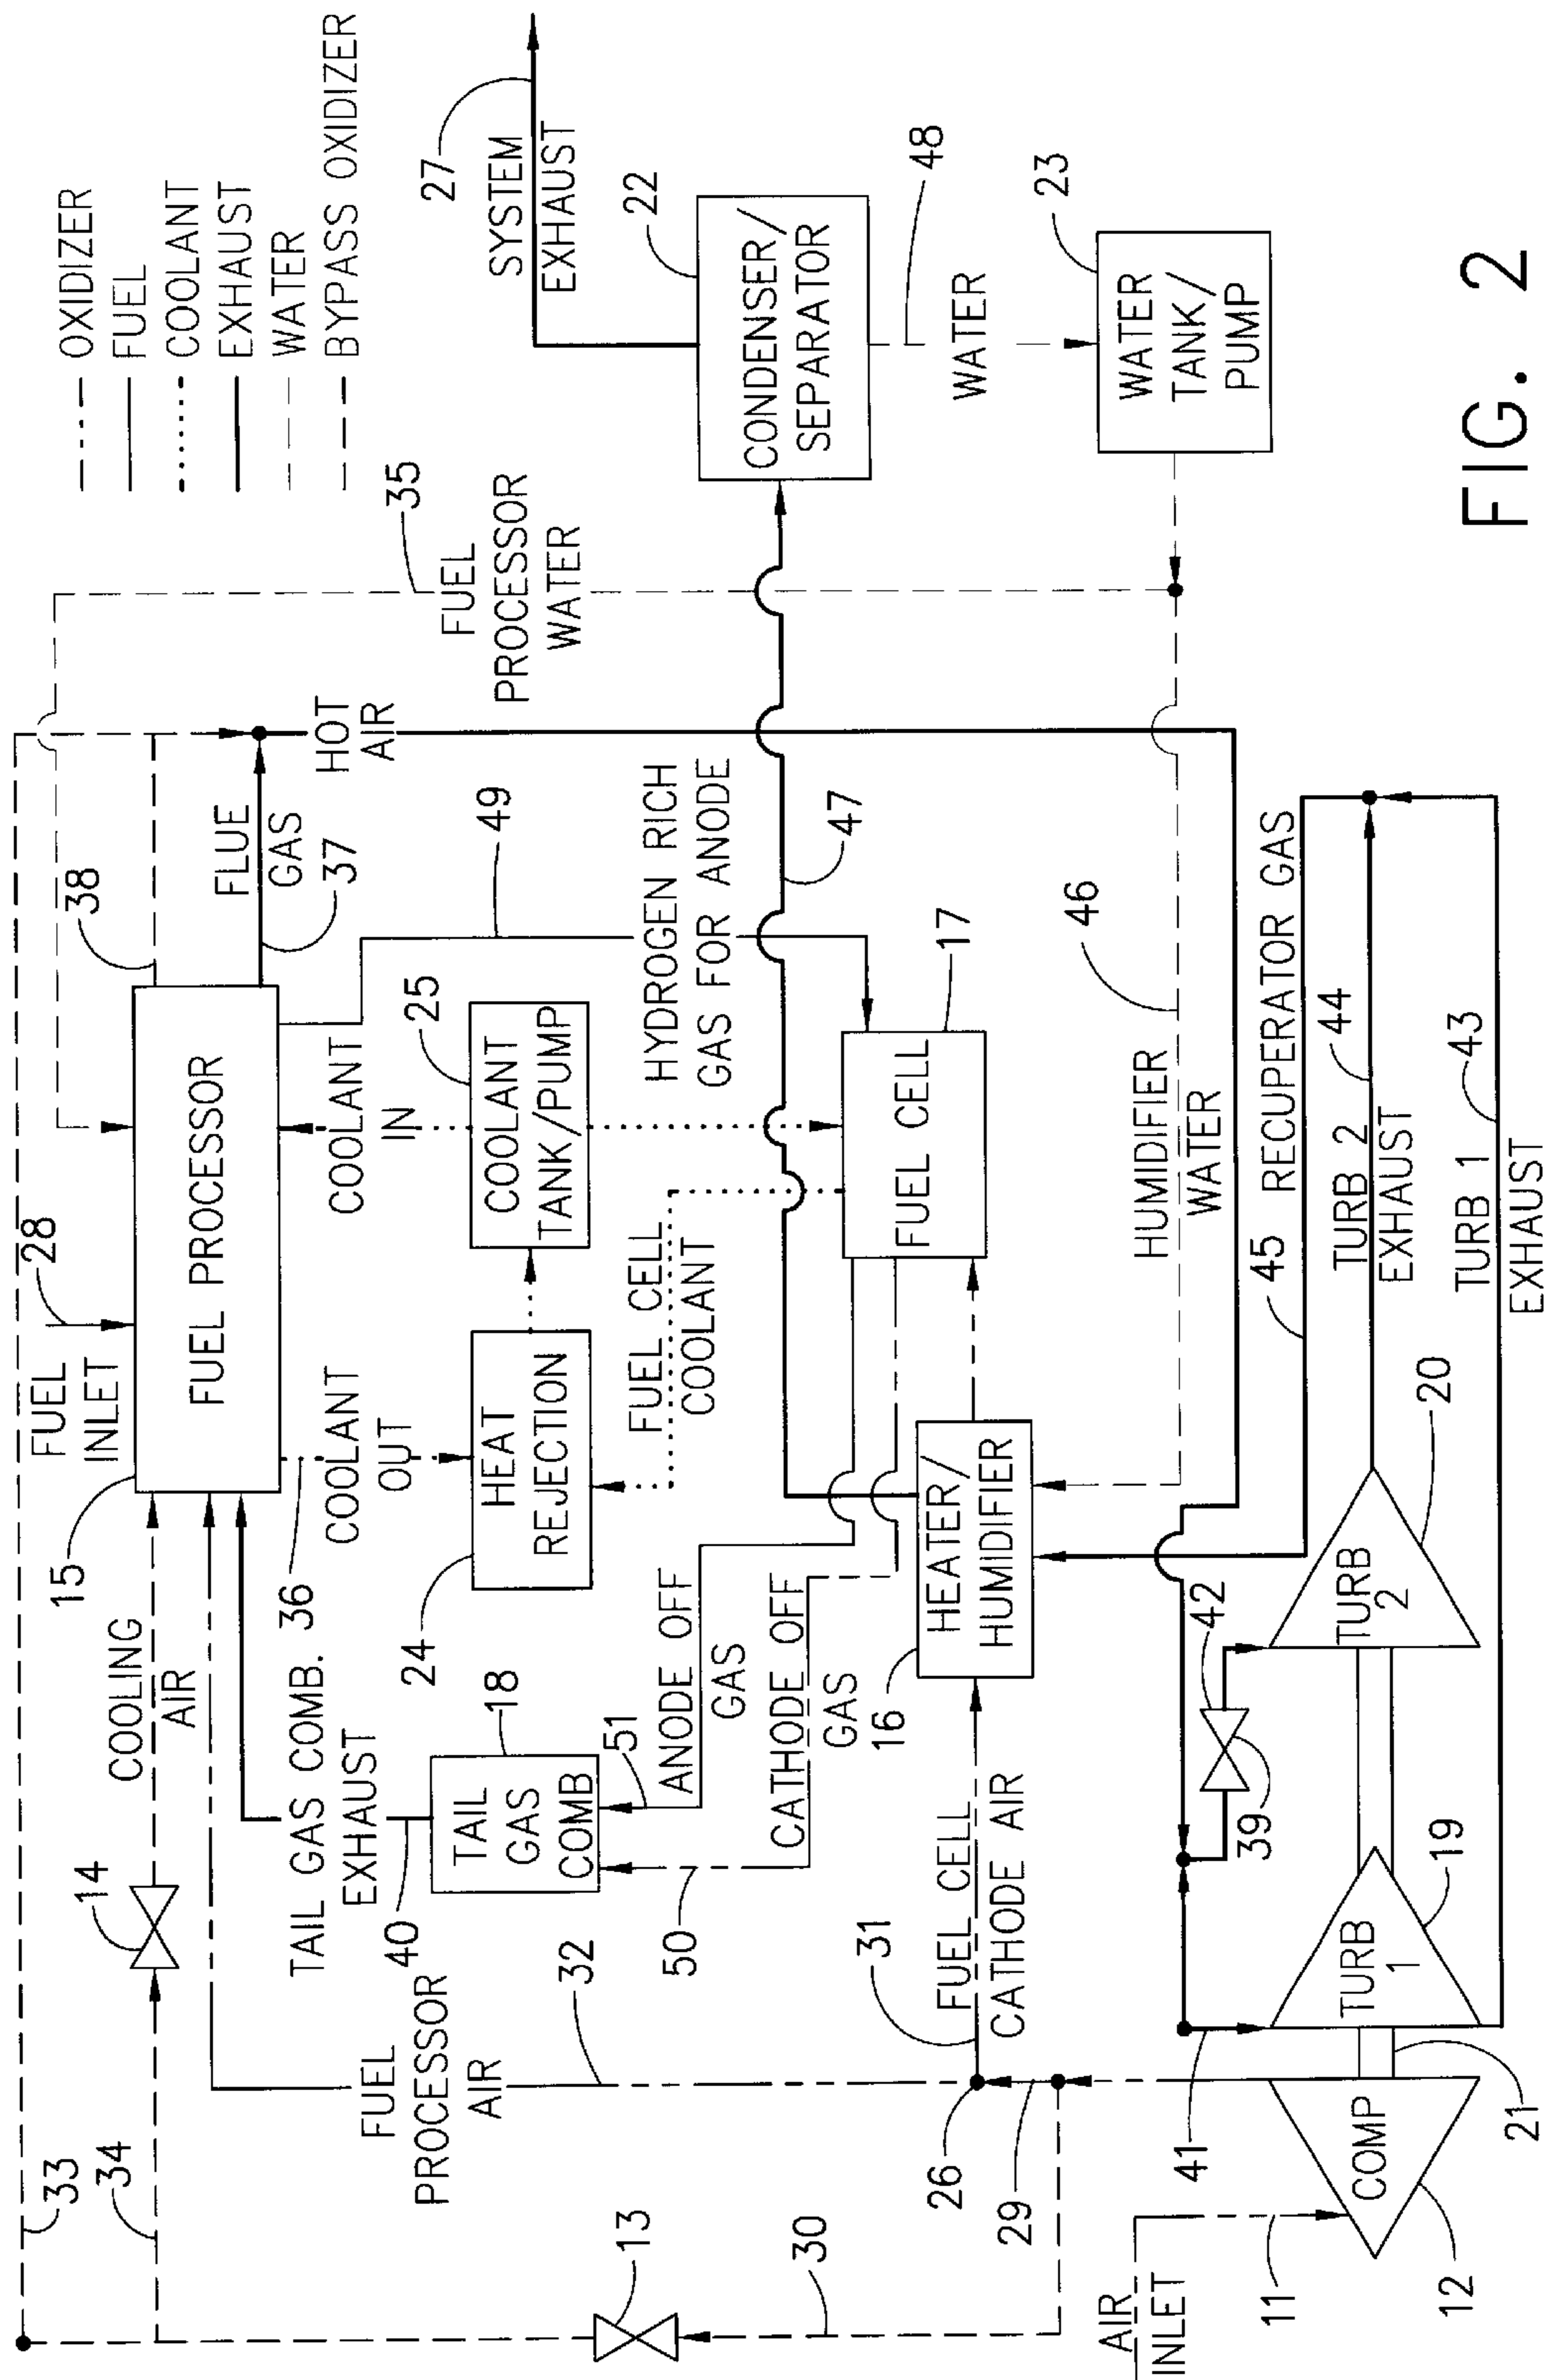 33
34
14
COOLING
AIR
15
FUEL
INLET
28
38
FLUE
GAS
37
HOT
AIR
FUEL PROCESSOR
OXIDIZER
FUEL
COOLANT
EXHAUST
WATER
BYPASS OXIDIZER
35
FUEL
PROCESSOR
WATER
27
SYSTEM
EXHAUST
13
30
FUEL
PROCESSOR
AIR
32
TAIL GAS COMB.
EXHAUST
36
40
COOLANT
OUT
COOLANT
IN
49
18
TAIL
GAS
COMB
24
HEAT
REJECTION
25
COOLANT
TANK/PUMP
HYDROGEN RICH
GAS FOR ANODE
FUEL CELL
COOLANT
50
51
ANODE OFF
GAS
CATHODE OFF
GAS
47
17
FUEL CELL
22
CONDENSER/
SEPARATOR
48
WATER
23
WATER
TANK/
PUMP
26
29
31
FUEL CELL
CATHODE AIR
16
HEATER/
HUMIDIFIER
46
HUMIDIFIER
WATER
AIR
INLET
11
12
COMP
21
41
TURB
1
19
39
42
TURB
2
20
45
RECUPERATOR GAS
TURB 2
EXHAUST
44
TURB 1
EXHAUST
43
FIG. 2